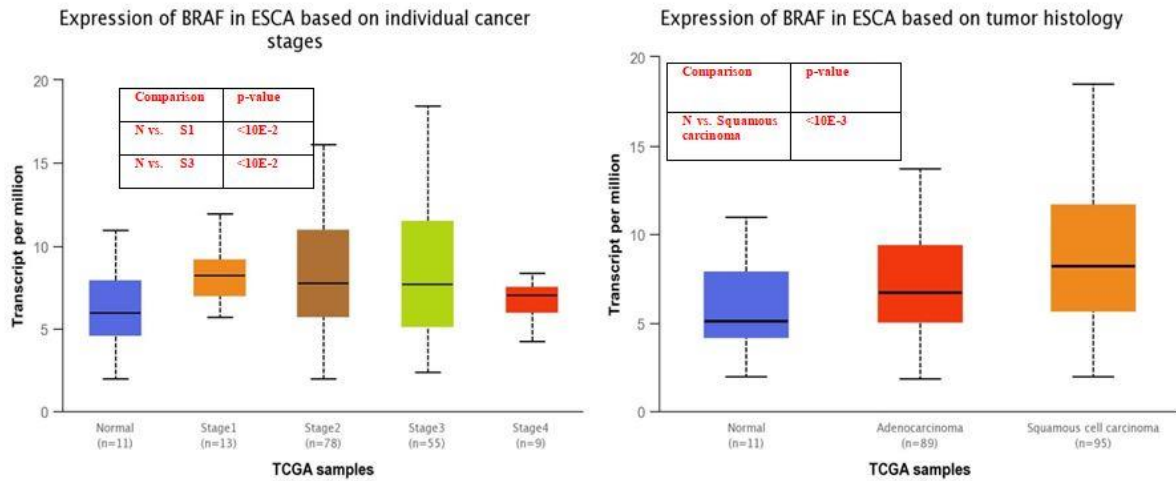 Expression of BRAF in ESCA based on individual cancer
stages
Transcript per million
20
15
10
5
0
Comparison p-value
N vs. S1 <10E-2
N vs. S3 <10E-2
Normal Stage1 Stage2 Stage3 Stage4
(n=11) (n=13) (n=78) (n=55) (n=9)
TCGA samples
Expression of BRAF in ESCA based on tumor histology
Transcript per million
20
15
10
5
0
Comparison p-value
N vs. Squamous <10E-3
carcinoma
Normal Adenocarcinoma Squamous cell carcinoma
(n=11) (n=89) (n=95)
TCGA samples